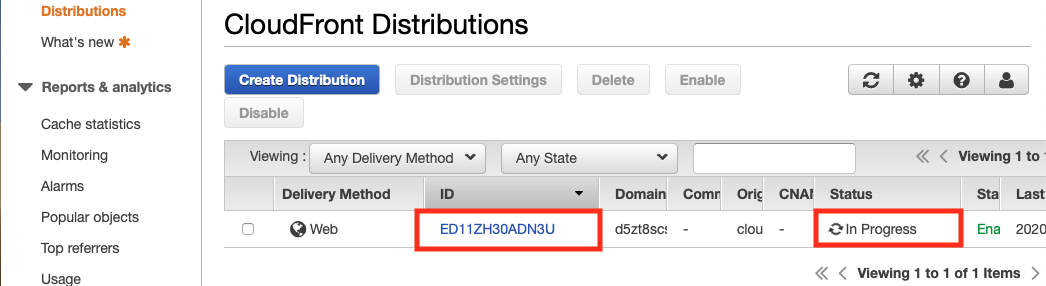 Distributions
What's new
Reports & analytics
Cache statistics
Monitoring
Alarms
Popular objects
Top referrers
Usage
CloudFront Distributions
Create Distribution Distribution Settings Delete Enable
Disable
Viewing : Any Delivery Method Any State Viewing 1 to
Delivery Method ID Domain Comm Orig CNAM Status Sta Last
Web ED11ZH30ADN3U d5zt8scs - clou - In Progress Ena 2020
Viewing 1 to 1 of 1 Items